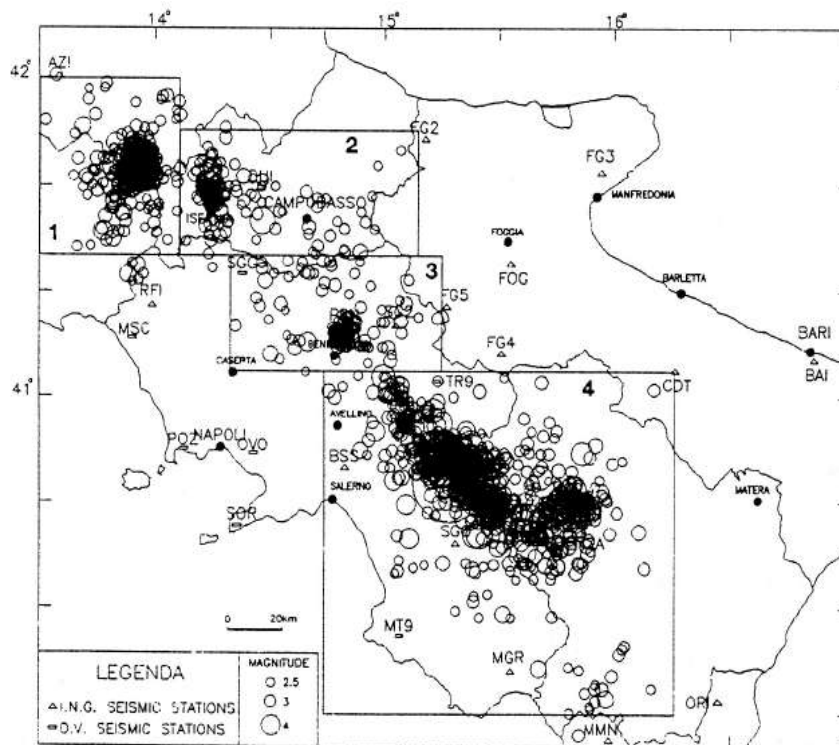 14°
15°
16°
42°
AZI
2
FG2
FG3
MANFREDONIA
CAMPOBASSO
1
FOGGIA
SGG
3
FOG
RFI
FG5
BARLETTA
MSC
FG4
BARI
BAI
CASERTA
41°
TR9
4
CDT
AVELLINO
POZ
NAPOLI
OVO
BSS
SALERNO
MATERA
SOR
0 20km
MT9
MGR
LEGENDA
MAGNITUDE
2.5
I.N.G. SEISMIC STATIONS
3
O.V. SEISMIC STATIONS
4
ORI
MMN